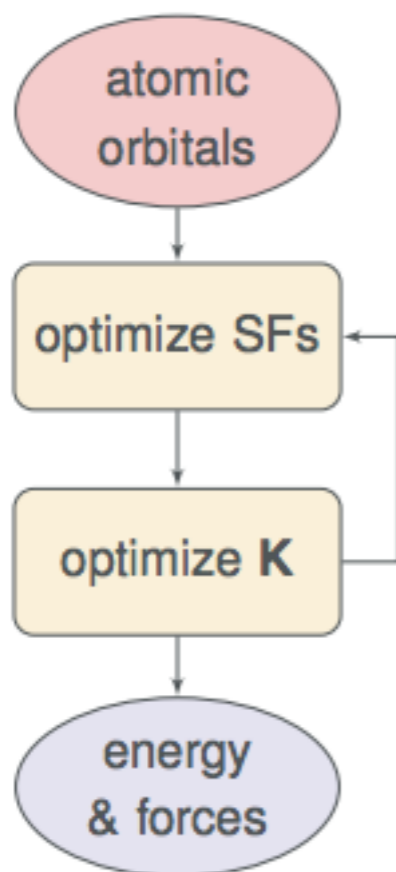 atomic
orbitals
optimize SFs
optimize K
energy
& forces